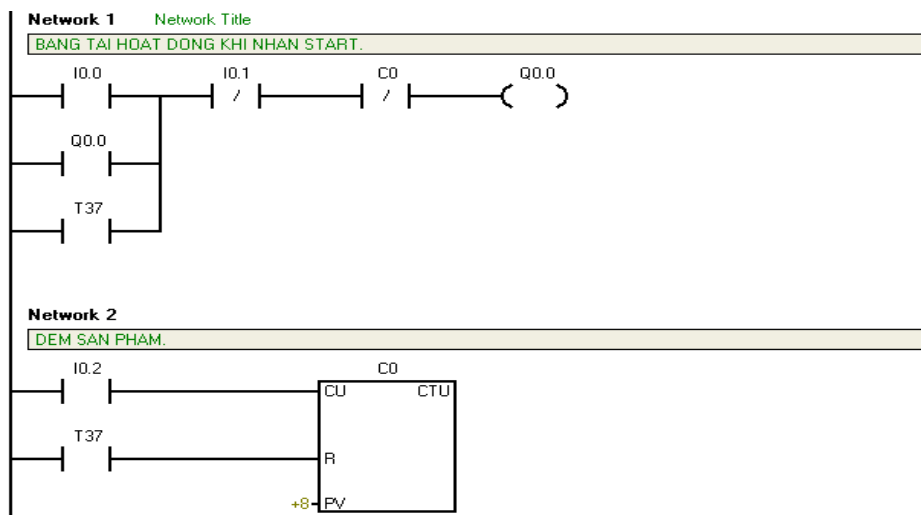 Network 1 Network Title
BANG TAI HOAT DONG KHI NHAN START.
I0.0 I0.1 C0 Q0.0
/ /
Q0.0
T37
Network 2
DEM SAN PHAM.
I0.2 C0
CU CTU
T37
R
+8 PV